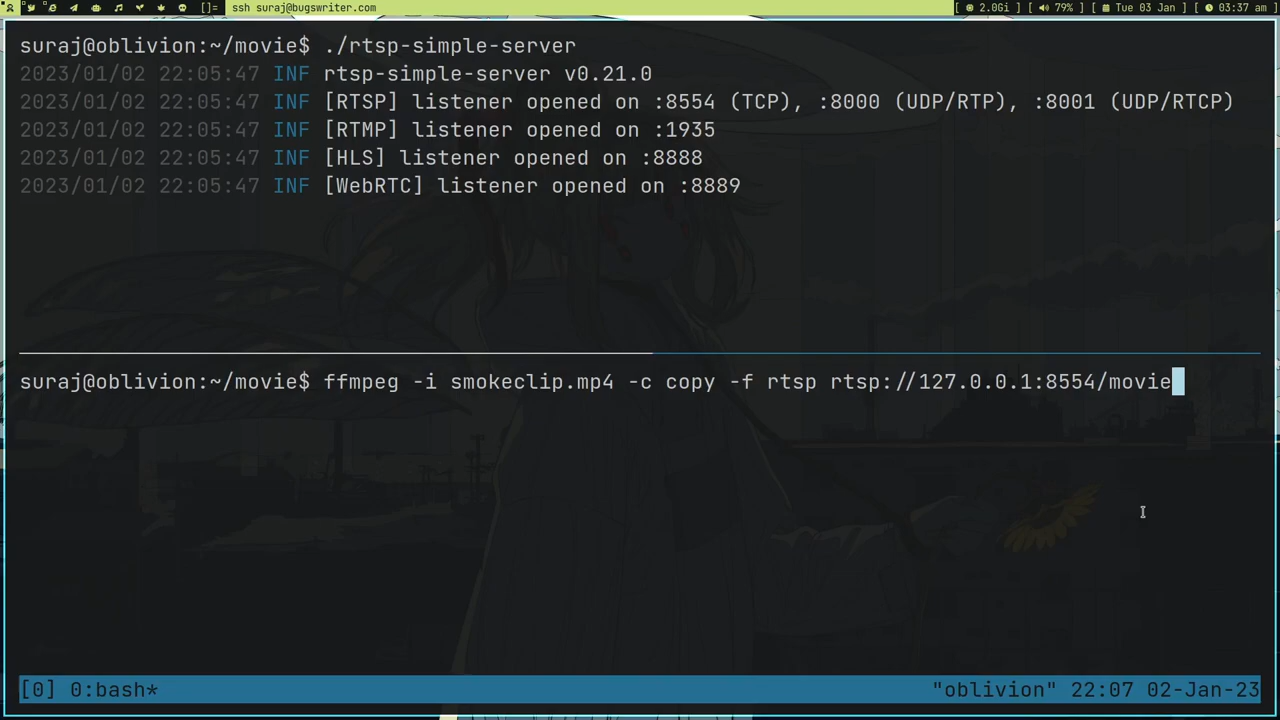 []= ssh suraj@bugswriter.com [ 2.0Gi ] [ 79% ] [ Tue 03 Jan ] [ 03:37 am ]
suraj@oblivion:~/movie$ ./rtsp-simple-server
2023/01/02 22:05:47 INF rtsp-simple-server v0.21.0
2023/01/02 22:05:47 INF [RTSP] listener opened on :8554 (TCP), :8000 (UDP/RTP), :8001 (UDP/RTCP)
2023/01/02 22:05:47 INF [RTMP] listener opened on :1935
2023/01/02 22:05:47 INF [HLS] listener opened on :8888
2023/01/02 22:05:47 INF [WebRTC] listener opened on :8889
suraj@oblivion:~/movie$ ffmpeg -i smokeclip.mp4 -c copy -f rtsp rtsp://127.0.0.1:8554/movie
[0] 0:bash* "oblivion" 22:07 02-Jan-23